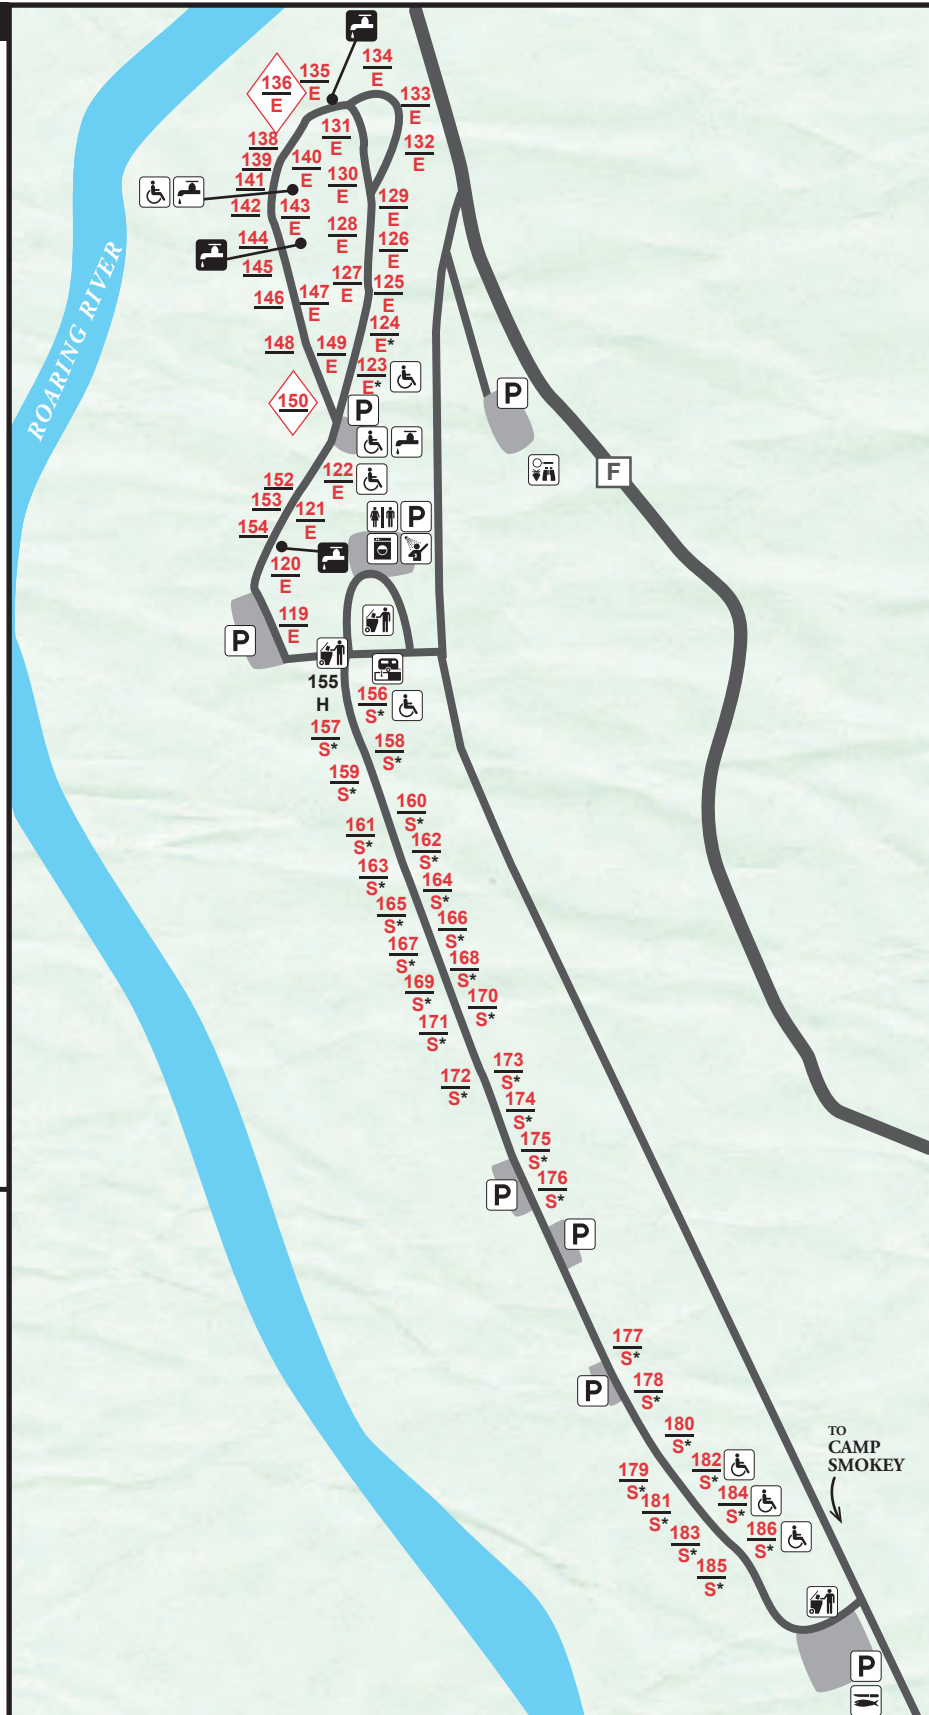 134
E
135
E
136
E
133
E
131
E
138
132
E
139
140
E
141
130
E
129
E
142
143
E
128
E
144
126
E
145
127
E
125
E
146
147
E
124
E*
148
149
E
123
E*
150
P
P
ROARING RIVER
122
E
F
152
153
121
E
P
154
120
E
119
E
P
155
H
156
S*
157
S*
158
S*
159
S*
160
S*
161
S*
162
S*
163
S*
164
S*
165
S*
166
S*
167
S*
168
S*
169
S*
170
S*
171
S*
172
S*
173
S*
174
S*
175
S*
176
S*
P
P
177
S*
178
S*
P
180
S*
TO
CAMP
SMOKEY
182
S*
179
S*
184
S*
181
S*
186
S*
183
S*
185
S*
P